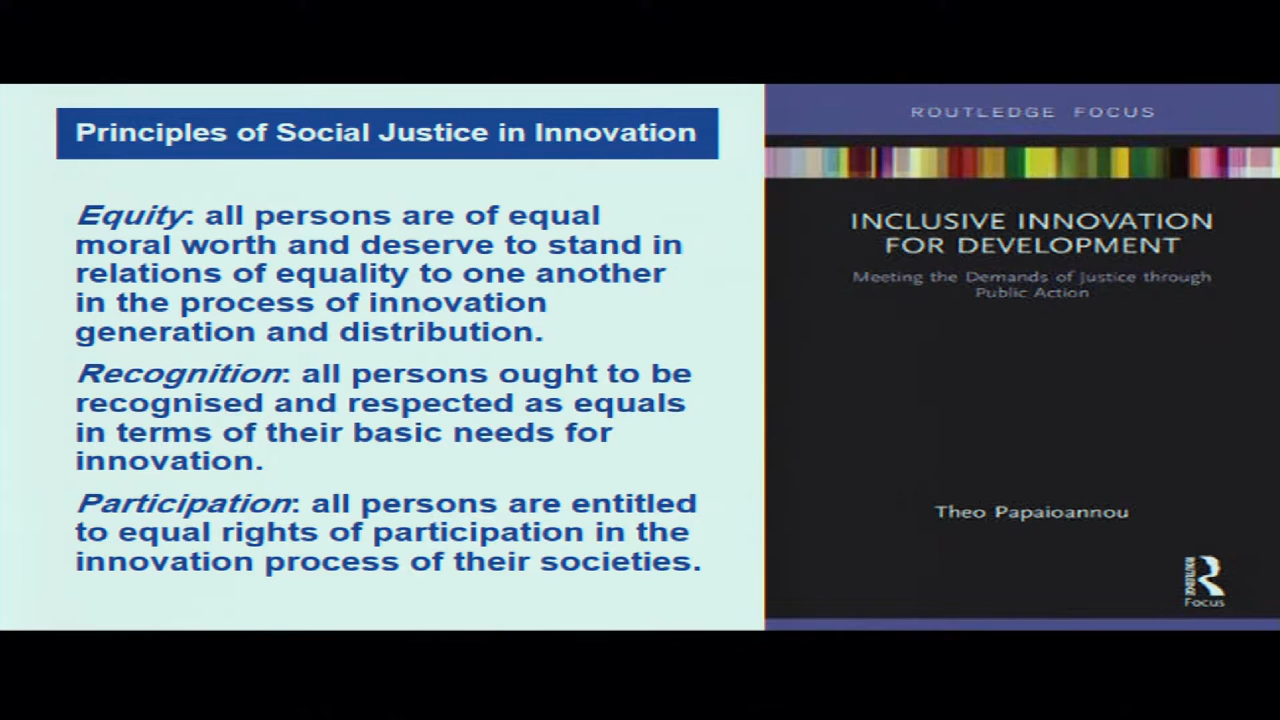 Principles of Social Justice in Innovation
Equity: all persons are of equal
moral worth and deserve to stand in
relations of equality to one another
in the process of innovation
generation and distribution.
Recognition: all persons ought to be
recognised and respected as equals
in terms of their basic needs for
innovation.
Participation: all persons are entitled
to equal rights of participation in the
innovation process of their societies.
ROUTLEDGE FOCUS
INCLUSIVE INNOVATION
FOR DEVELOPMENT
Meeting the Demands of Justice through
Public Action
Theo Papaioannou
ROUTLEDGE
R
Focus